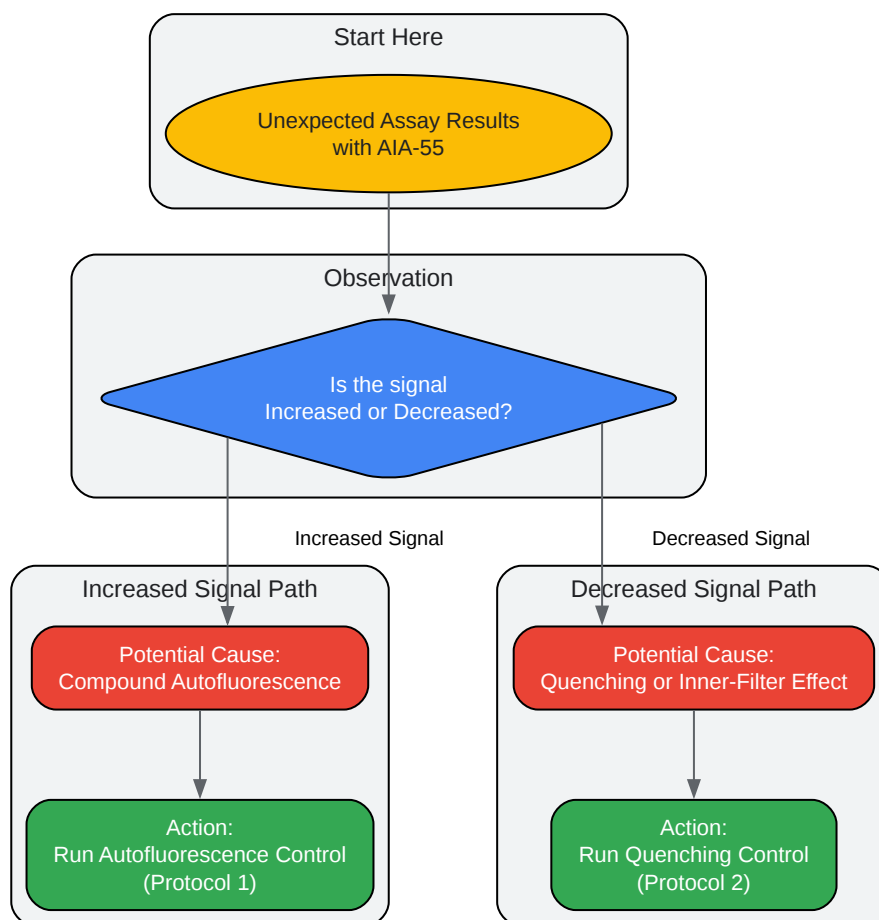 Start Here
Unexpected Assay Results
with AIA-55
Observation
Is the signal
Increased or Decreased?
Increased Signal
Decreased Signal
Increased Signal Path
Potential Cause:
Compound Autofluorescence
Action:
Run Autofluorescence Control
(Protocol 1)
Decreased Signal Path
Potential Cause:
Quenching or Inner-Filter Effect
Action:
Run Quenching Control
(Protocol 2)